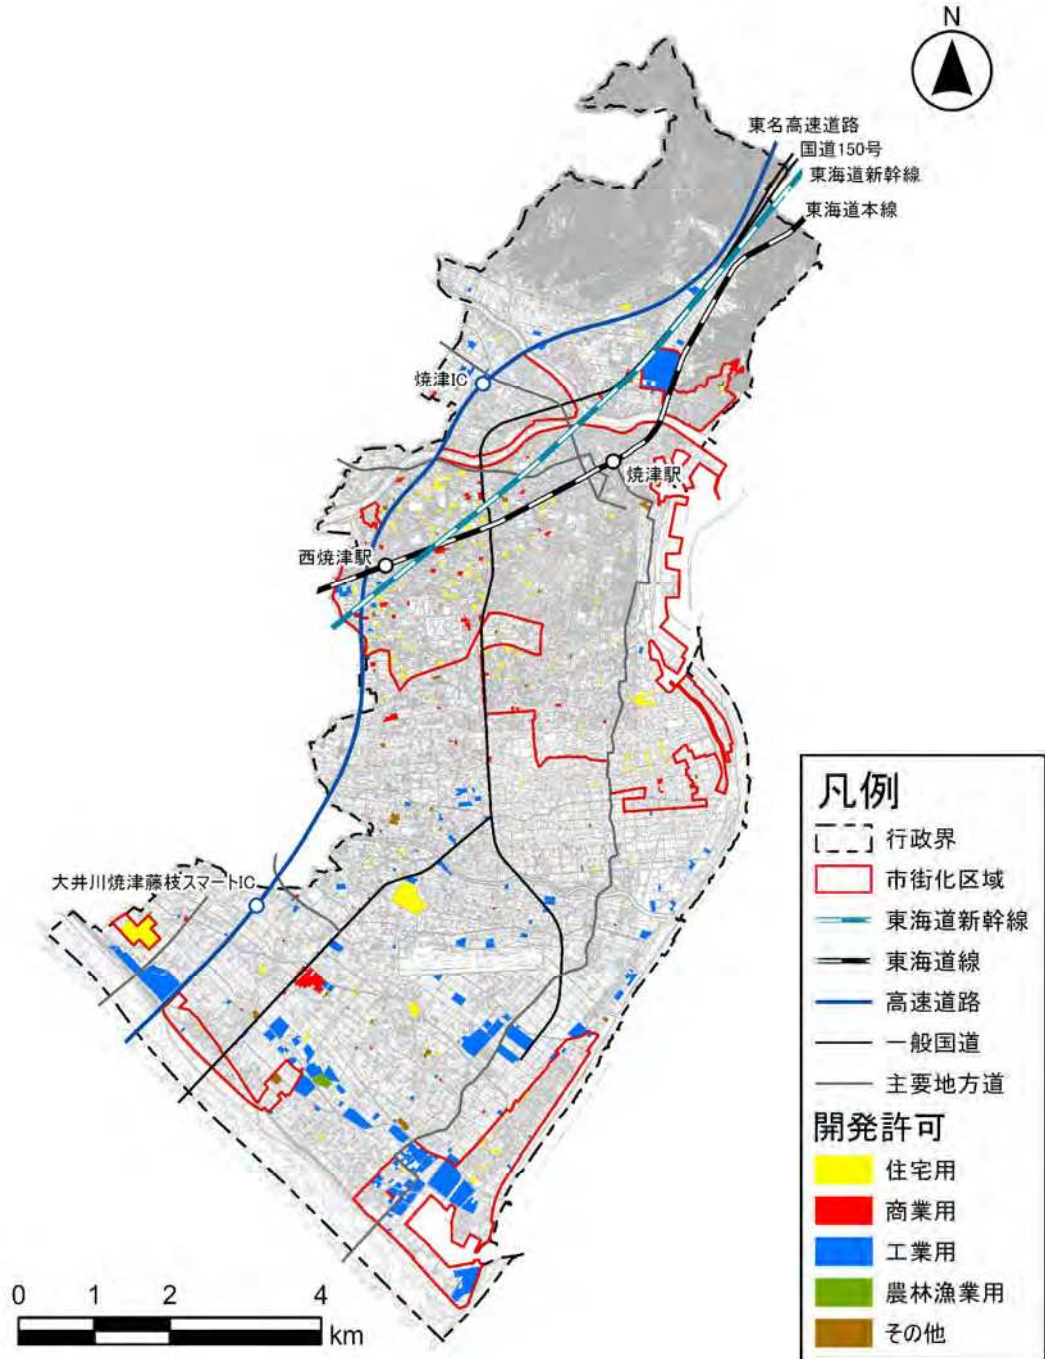 N
東名高速道路
国道150号
東海道新幹線
東海道本線
焼津IC
焼津駅
西焼津駅
大井川焼津藤枝スマートIC
凡例
行政界
市街化区域
東海道新幹線
東海道線
高速道路
一般国道
主要地方道
開発許可
住宅用
商業用
工業用
農林漁業用
その他
0 1 2 4
km